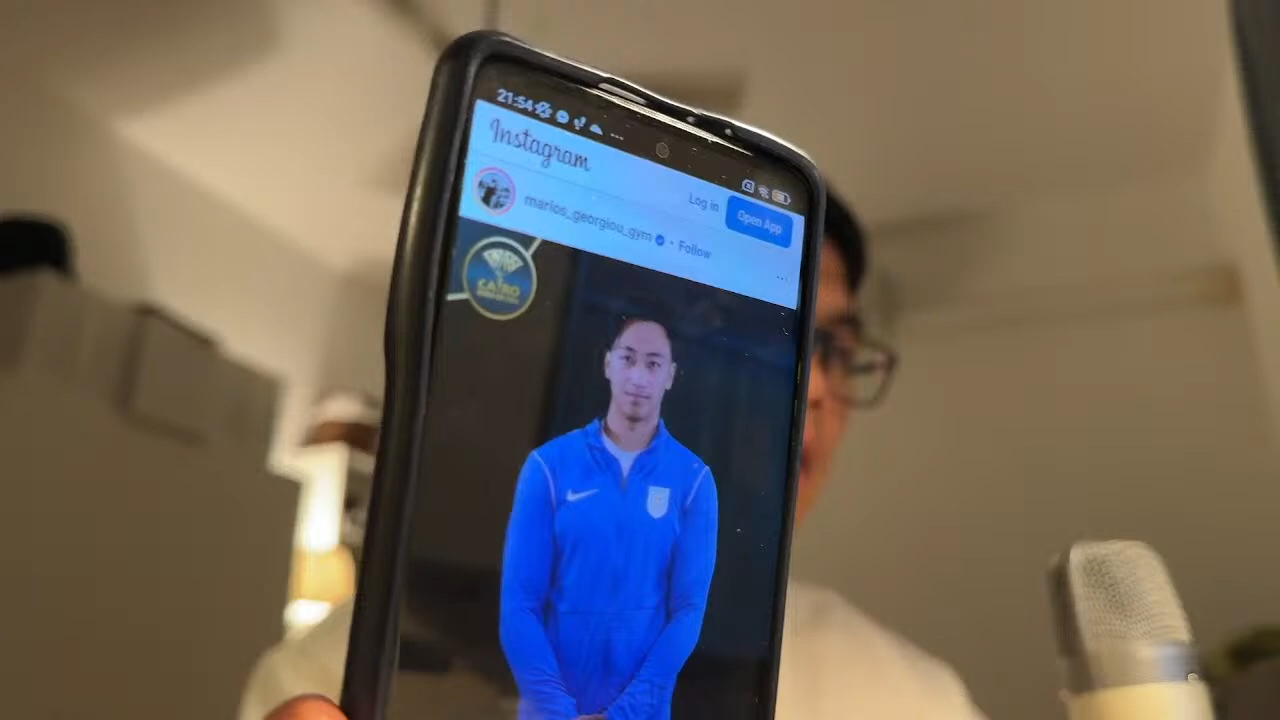 21:54
Instagram
Log in
Open App
marios_georgiou_gym • Follow
CAIRO